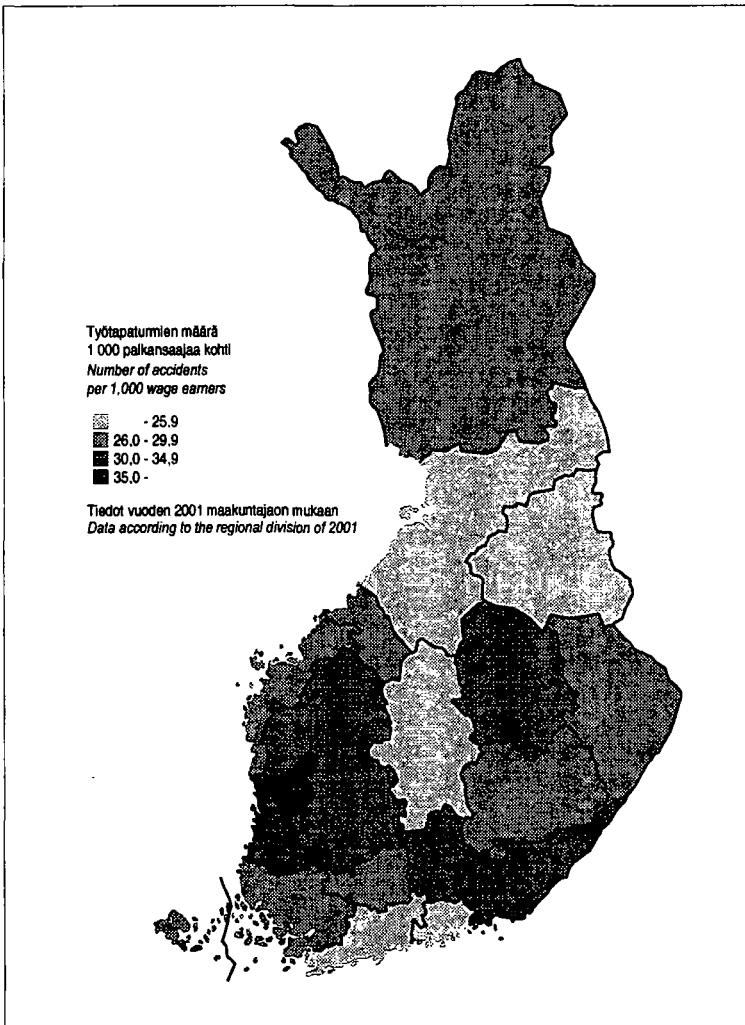 Työtapaturmien määrä
1 000 palkansaajaa kohti
Number of accidents
per 1,000 wage earners
- 25.9
26,0 - 29,9
30,0 - 34,9
35,0 -
Tiedot vuoden 2001 maakuntajaon mukaan
Data according to the regional division of 2001